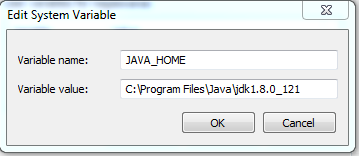 Edit System Variable
Variable name: JAVA_HOME
Variable value: C:\Program Files\Java\jdk1.8.0_121
OK Cancel